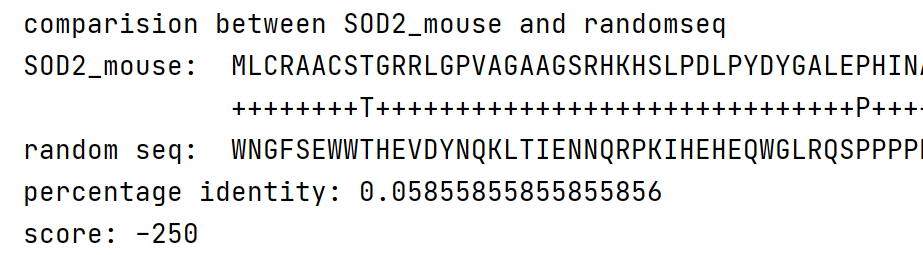 comparision between SOD2_mouse and randomseq
SOD2_mouse:  MLCRAACSTGRRLGPVAGAAGSRHKHSLPDLPYDYGALEPHINA
++++++++T++++++++++++++++++++++++++++++P++++
random seq:  WNGFSEWWTHEVDYNQKLTIENNQRPKIHEHEQWGLRQSPPPP
percentage identity: 0.05855855855855856
score: -250